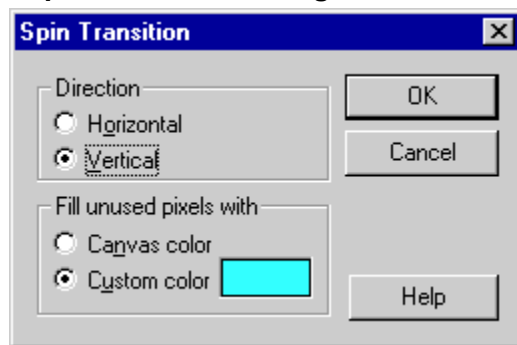 Spin Transition
Direction
Horizontal
Vertical
Fill unused pixels with
Canvas color
Custom color
OK
Cancel
Help